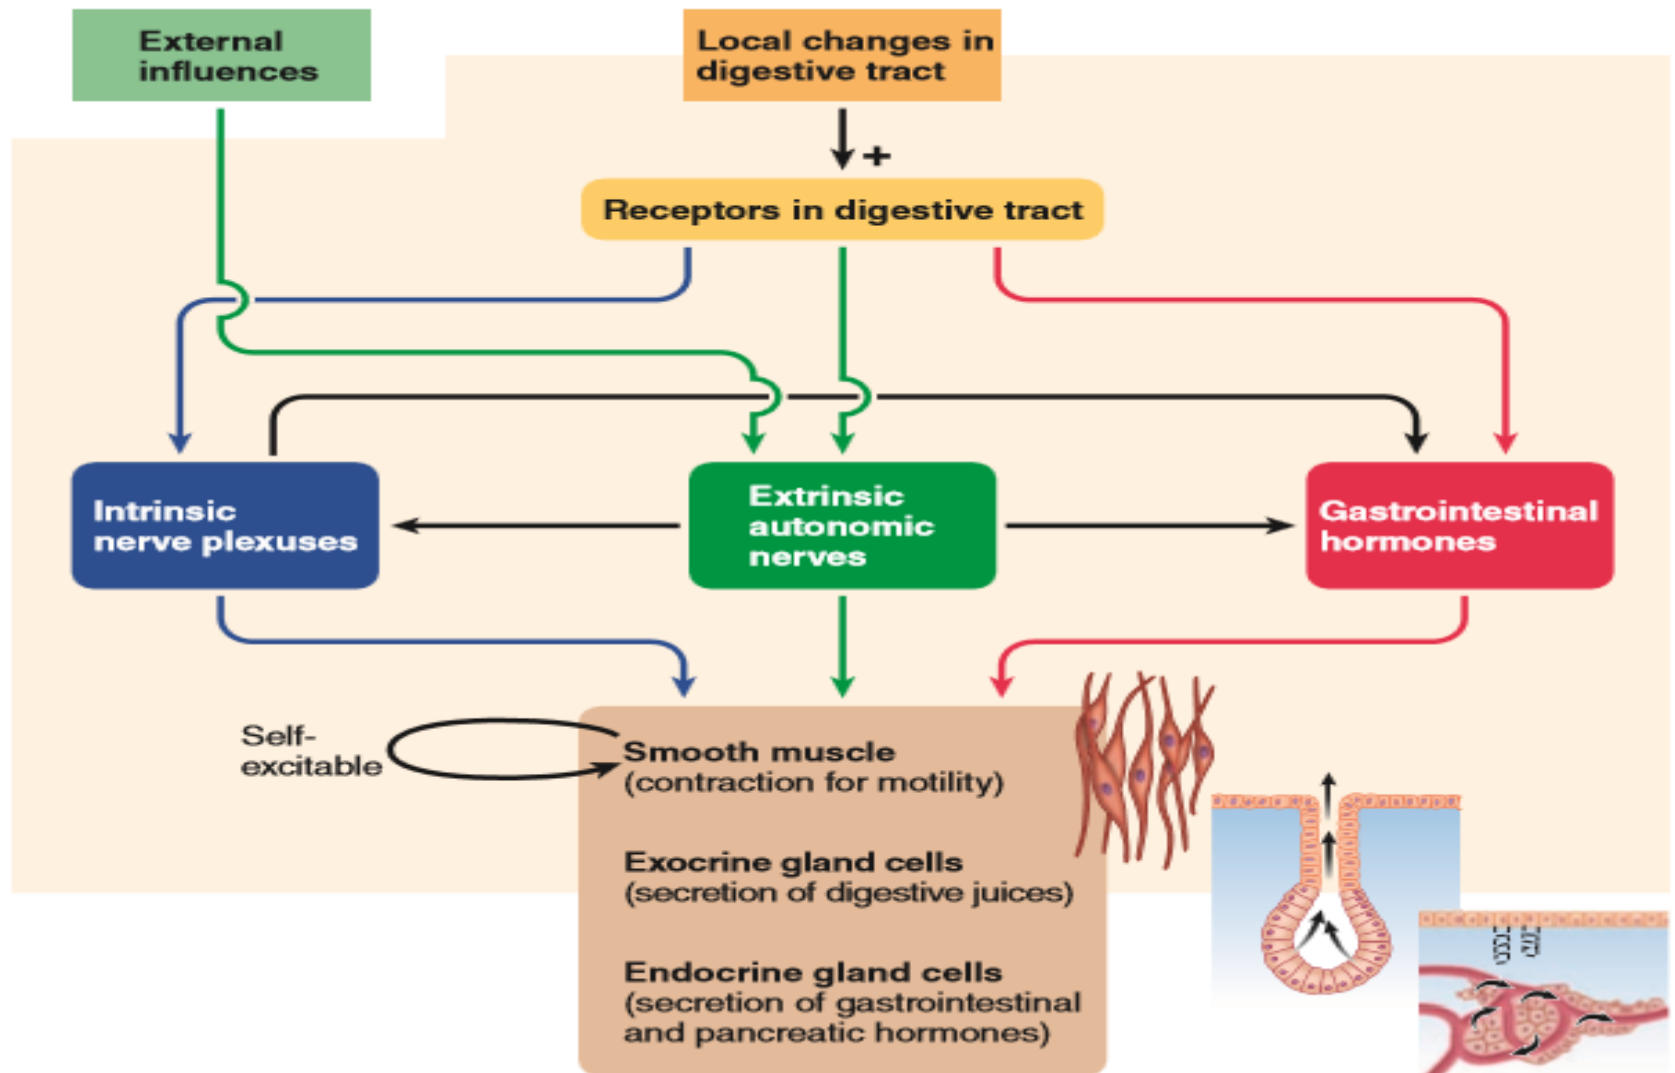 External
influences
Local changes in
digestive tract
+
Receptors in digestive tract
Intrinsic
nerve plexuses
Extrinsic
autonomic
nerves
Gastrointestinal
hormones
Self-
excitable
Smooth muscle
(contraction for motility)
Exocrine gland cells
(secretion of digestive juices)
Endocrine gland cells
(secretion of gastrointestinal
and pancreatic hormones)